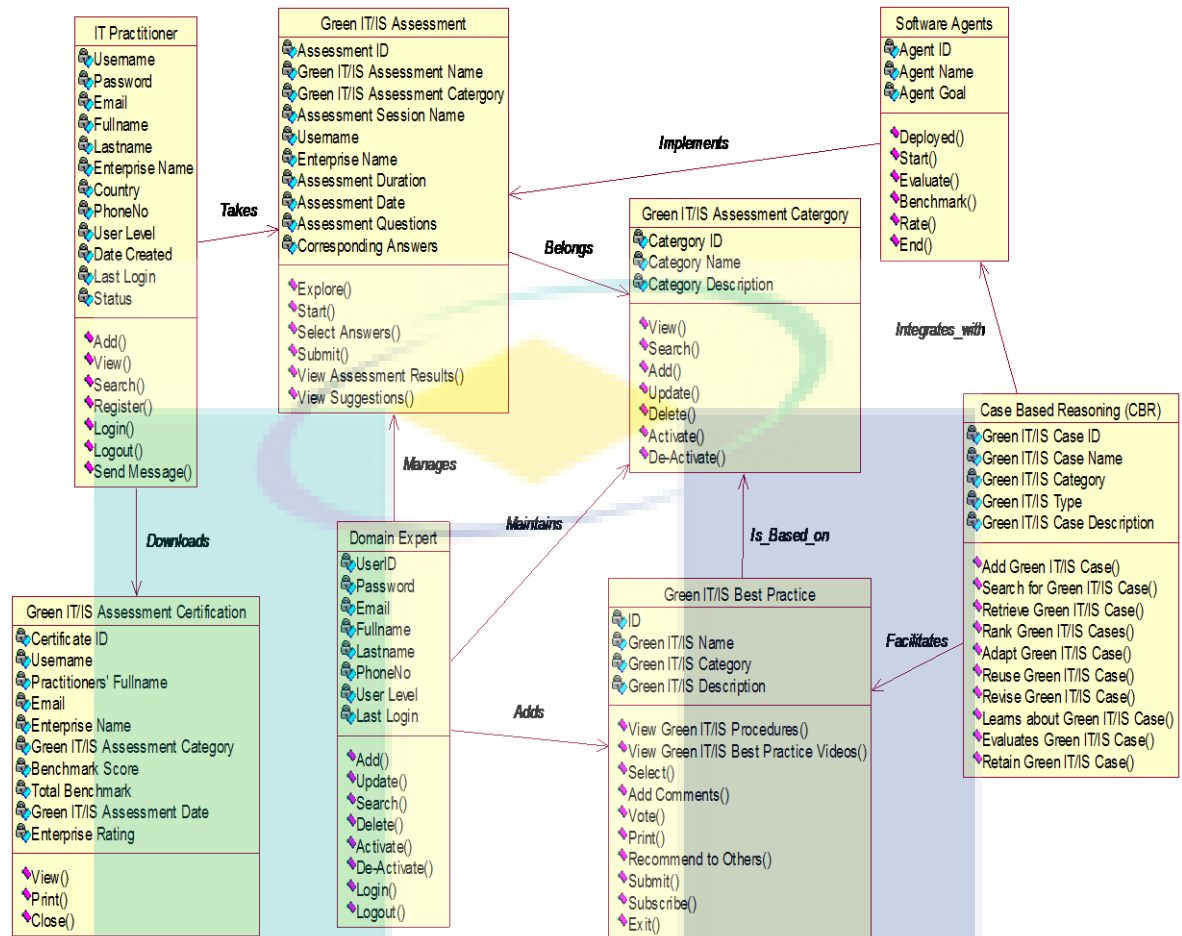 IT Practitioner
Username
Password
Email
Fullname
Lastname
Enterprise Name
Country
PhoneNo
User Level
Date Created
Last Login
Status
Add()
View()
Search()
Register()
Login()
Logout()
Send Message()
Takes
Green IT/IS Assessment
Assessment ID
Green IT/IS Assessment Name
Green IT/IS Assessment Catergory
Assessment Session Name
Username
Enterprise Name
Assessment Duration
Assessment Date
Assessment Questions
Corresponding Answers
Explore()
Start()
Select Answers()
Submit()
View Assessment Results()
View Suggestions()
Implements
Belongs
Software Agents
Agent ID
Agent Name
Agent Goal
Deployed()
Start()
Evaluate()
Benchmark()
Rate()
End()
Green IT/IS Assessment Catergory
Catergory ID
Category Name
Category Description
View()
Search()
Add()
Update()
Delete()
Activate()
De-Activate()
Integrates_with
Case Based Reasoning (CBR)
Green IT/IS Case ID
Green IT/IS Case Name
Green IT/IS Category
Green IT/IS Type
Green IT/IS Case Description
Add Green IT/IS Case()
Search for Green IT/IS Case()
Retrieve Green IT/IS Case()
Rank Green IT/IS Cases()
Adapt Green IT/IS Case()
Reuse Green IT/IS Case()
Revise Green IT/IS Case()
Learns about Green IT/IS Case()
Evaluates Green IT/IS Case()
Retain Green IT/IS Case()
Manages
Maintains
Downloads
Is_Based_on
Facilitates
Adds
Domain Expert
UserID
Password
Email
Fullname
Lastname
PhoneNo
User Level
Last Login
Add()
Update()
Search()
Delete()
Activate()
De-Activate()
Login()
Logout()
Green IT/IS Assessment Certification
Certificate ID
Username
Practitioners' Fullname
Email
Enterprise Name
Green IT/IS Assessment Category
Benchmark Score
Total Benchmark
Green IT/IS Assessment Date
Enterprise Rating
View()
Print()
Close()
Green IT/IS Best Practice
ID
Green IT/IS Name
Green IT/IS Category
Green IT/IS Description
View Green IT/IS Procedures()
View Green IT/IS Best Practice Videos()
Select()
Add Comments()
Vote()
Print()
Recommend to Others()
Submit()
Subscribe()
Exit()